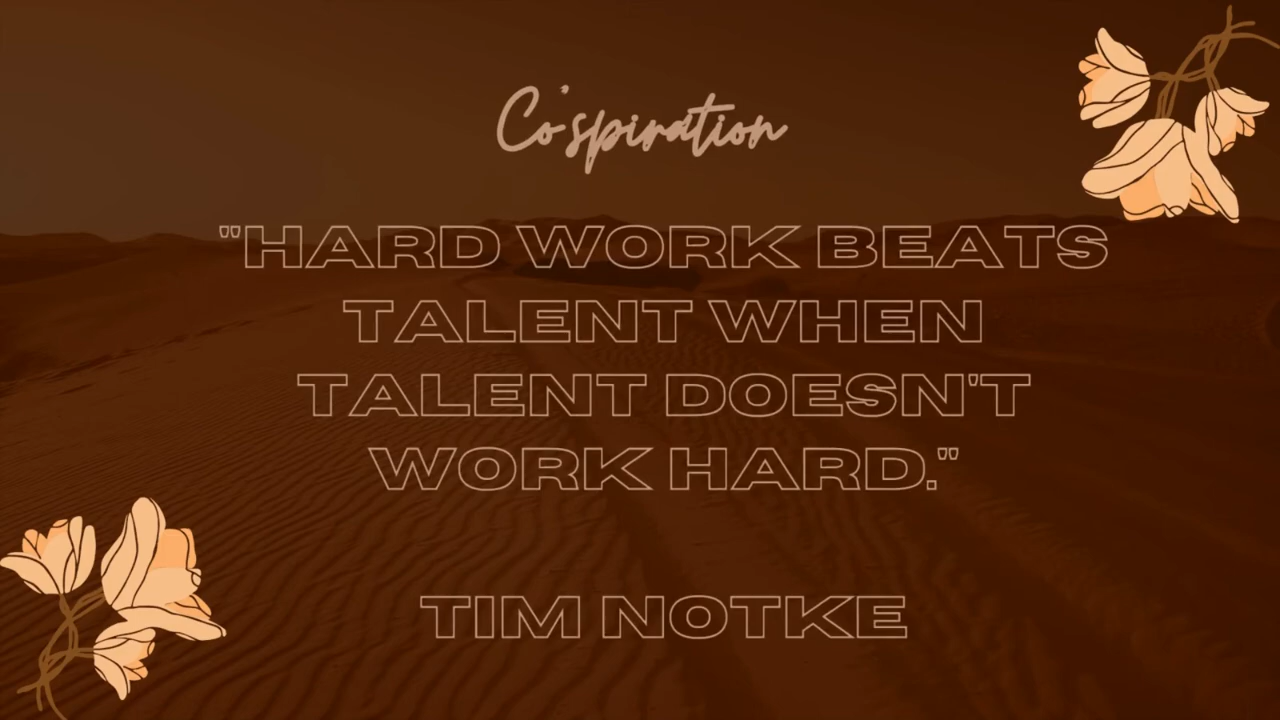 Co'spiration
"HARD WORK BEATS
TALENT WHEN
TALENT DOESN'T
WORK HARD."
TIM NOTKE